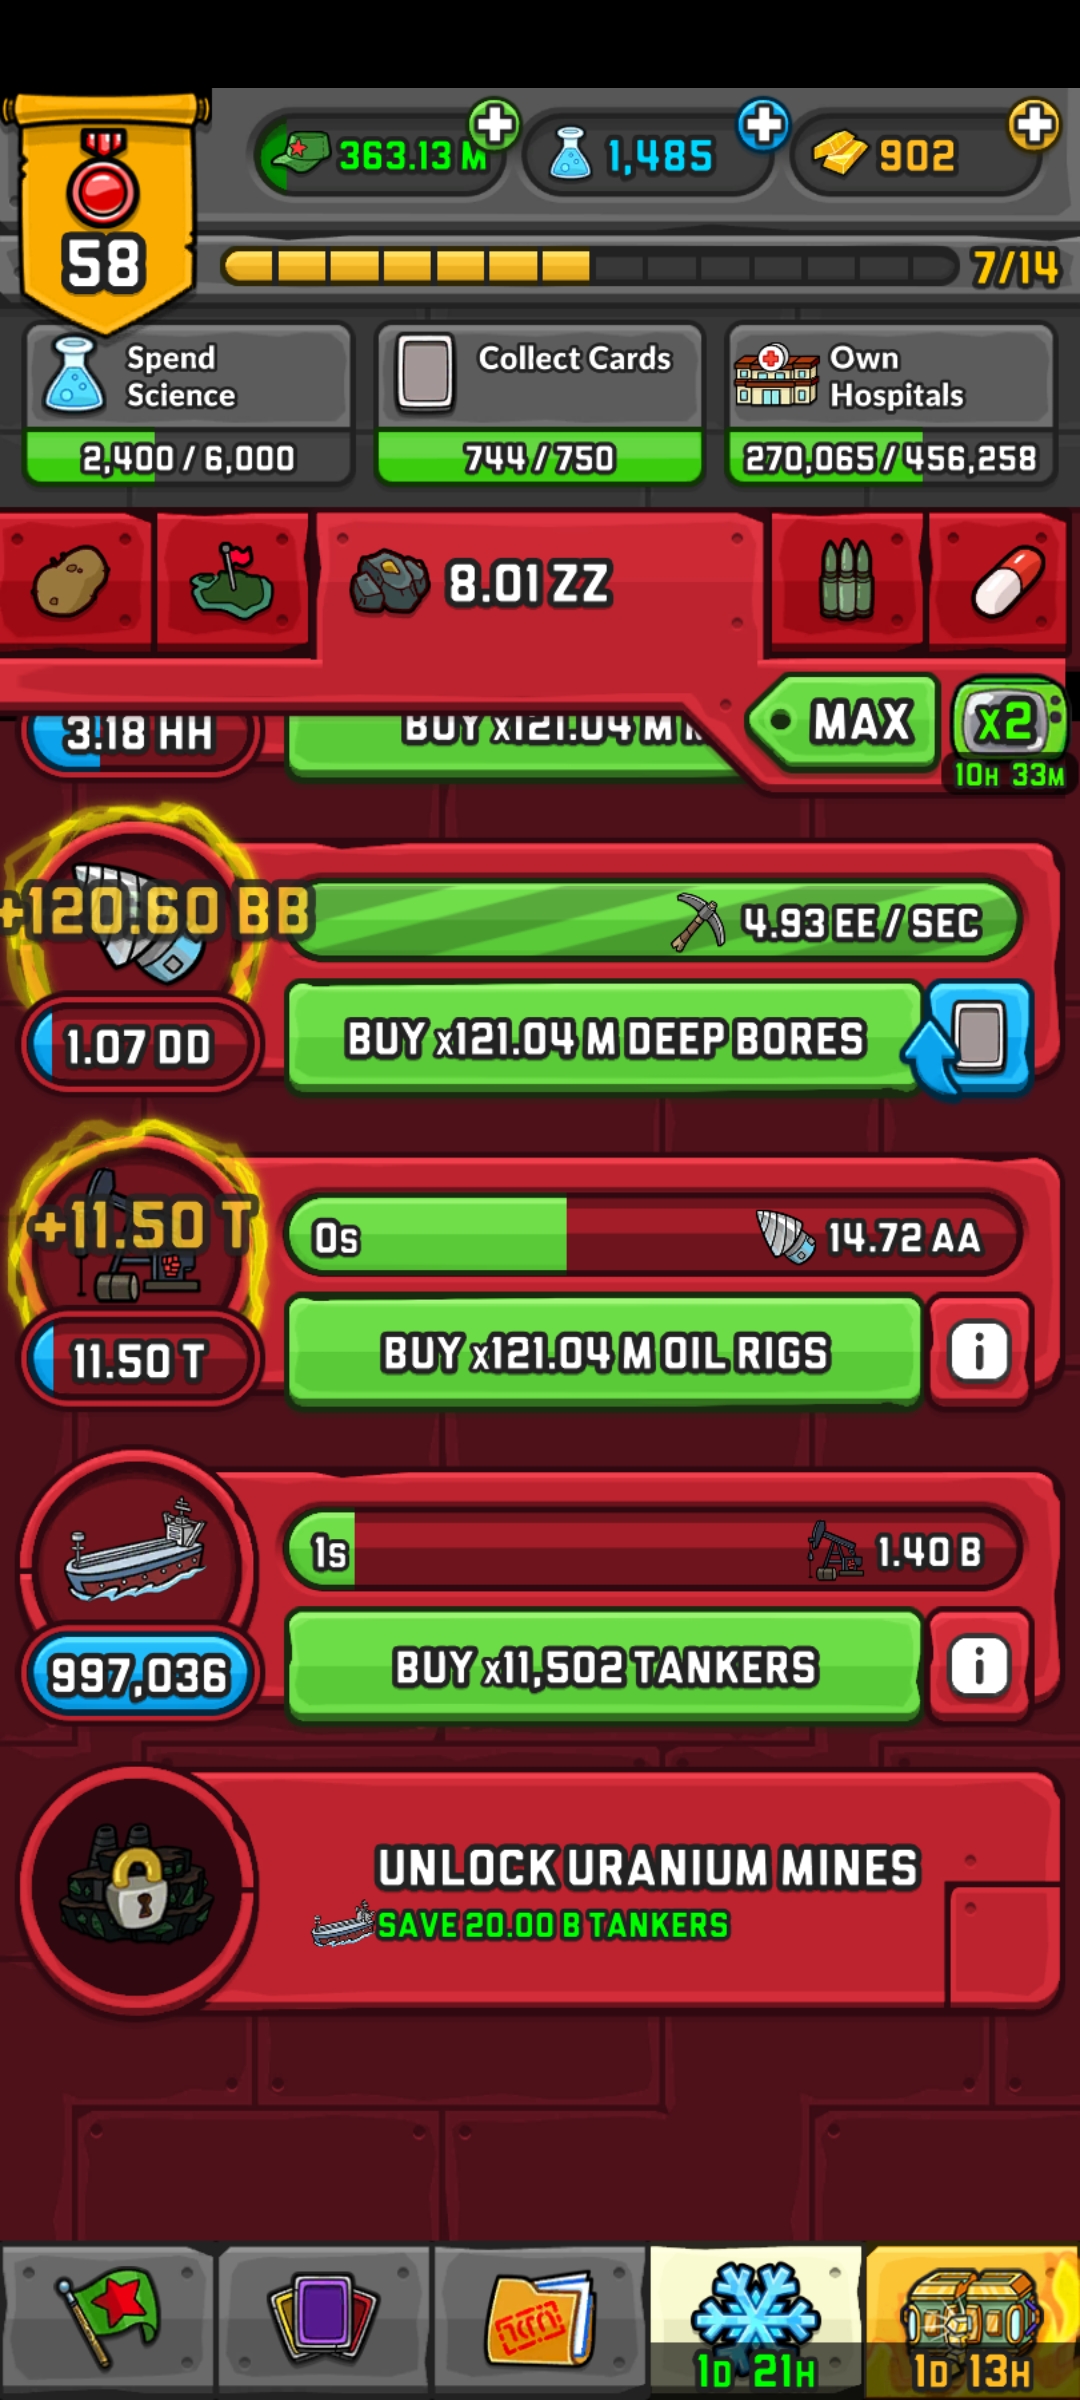 363.13 M
1,485
902
58
7/14
Spend
Science
2,400 / 6,000
Collect Cards
744 / 750
Own
Hospitals
270,065 / 456,258
8.01 ZZ
MAX
x2
10H 33M
3.18 HH
BUY x121.04 M
+120.60 BB
4.93 EE / SEC
1.07 DD
BUY x121.04 M DEEP BORES
+11.50 T
0s
14.72 AA
11.50 T
BUY x121.04 M OIL RIGS
i
1s
1.40 B
997,036
BUY x11,502 TANKERS
i
UNLOCK URANIUM MINES
SAVE 20.00 B TANKERS
1D 21H
1D 13H